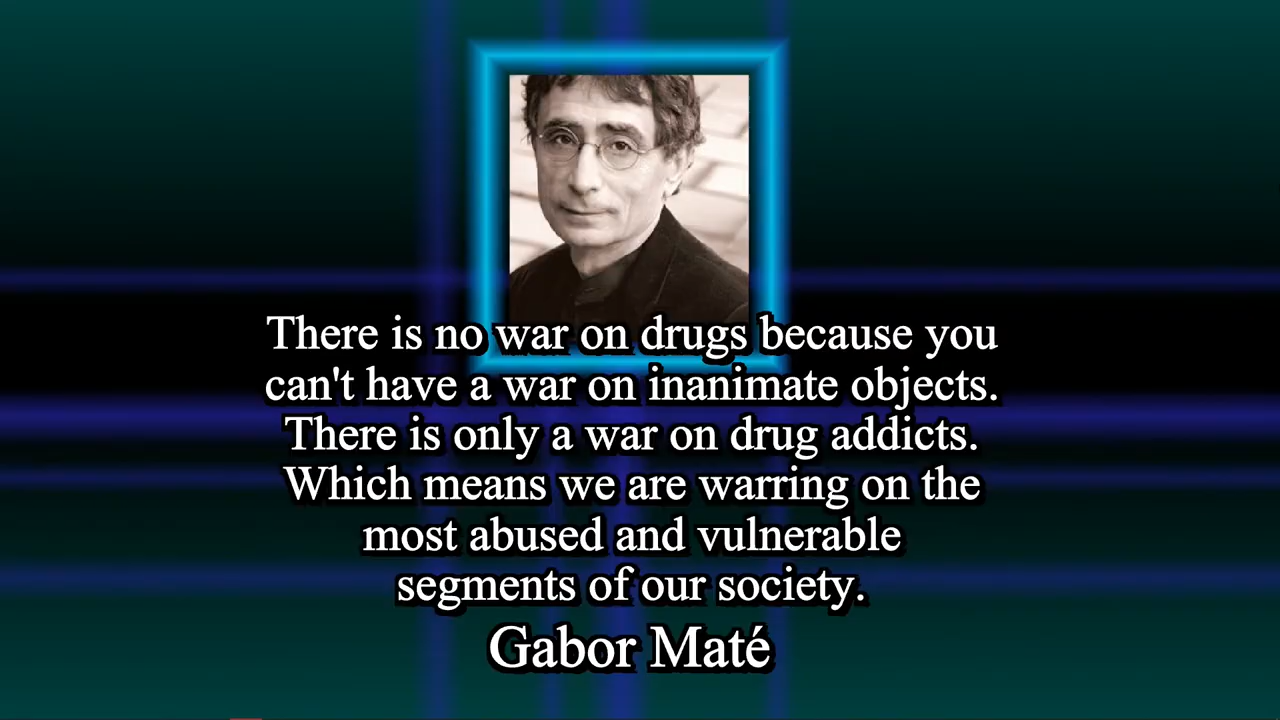 There is no war on drugs because you
can't have a war on inanimate objects.
There is only a war on drug addicts.
Which means we are warring on the
most abused and vulnerable
segments of our society.
Gabor Maté